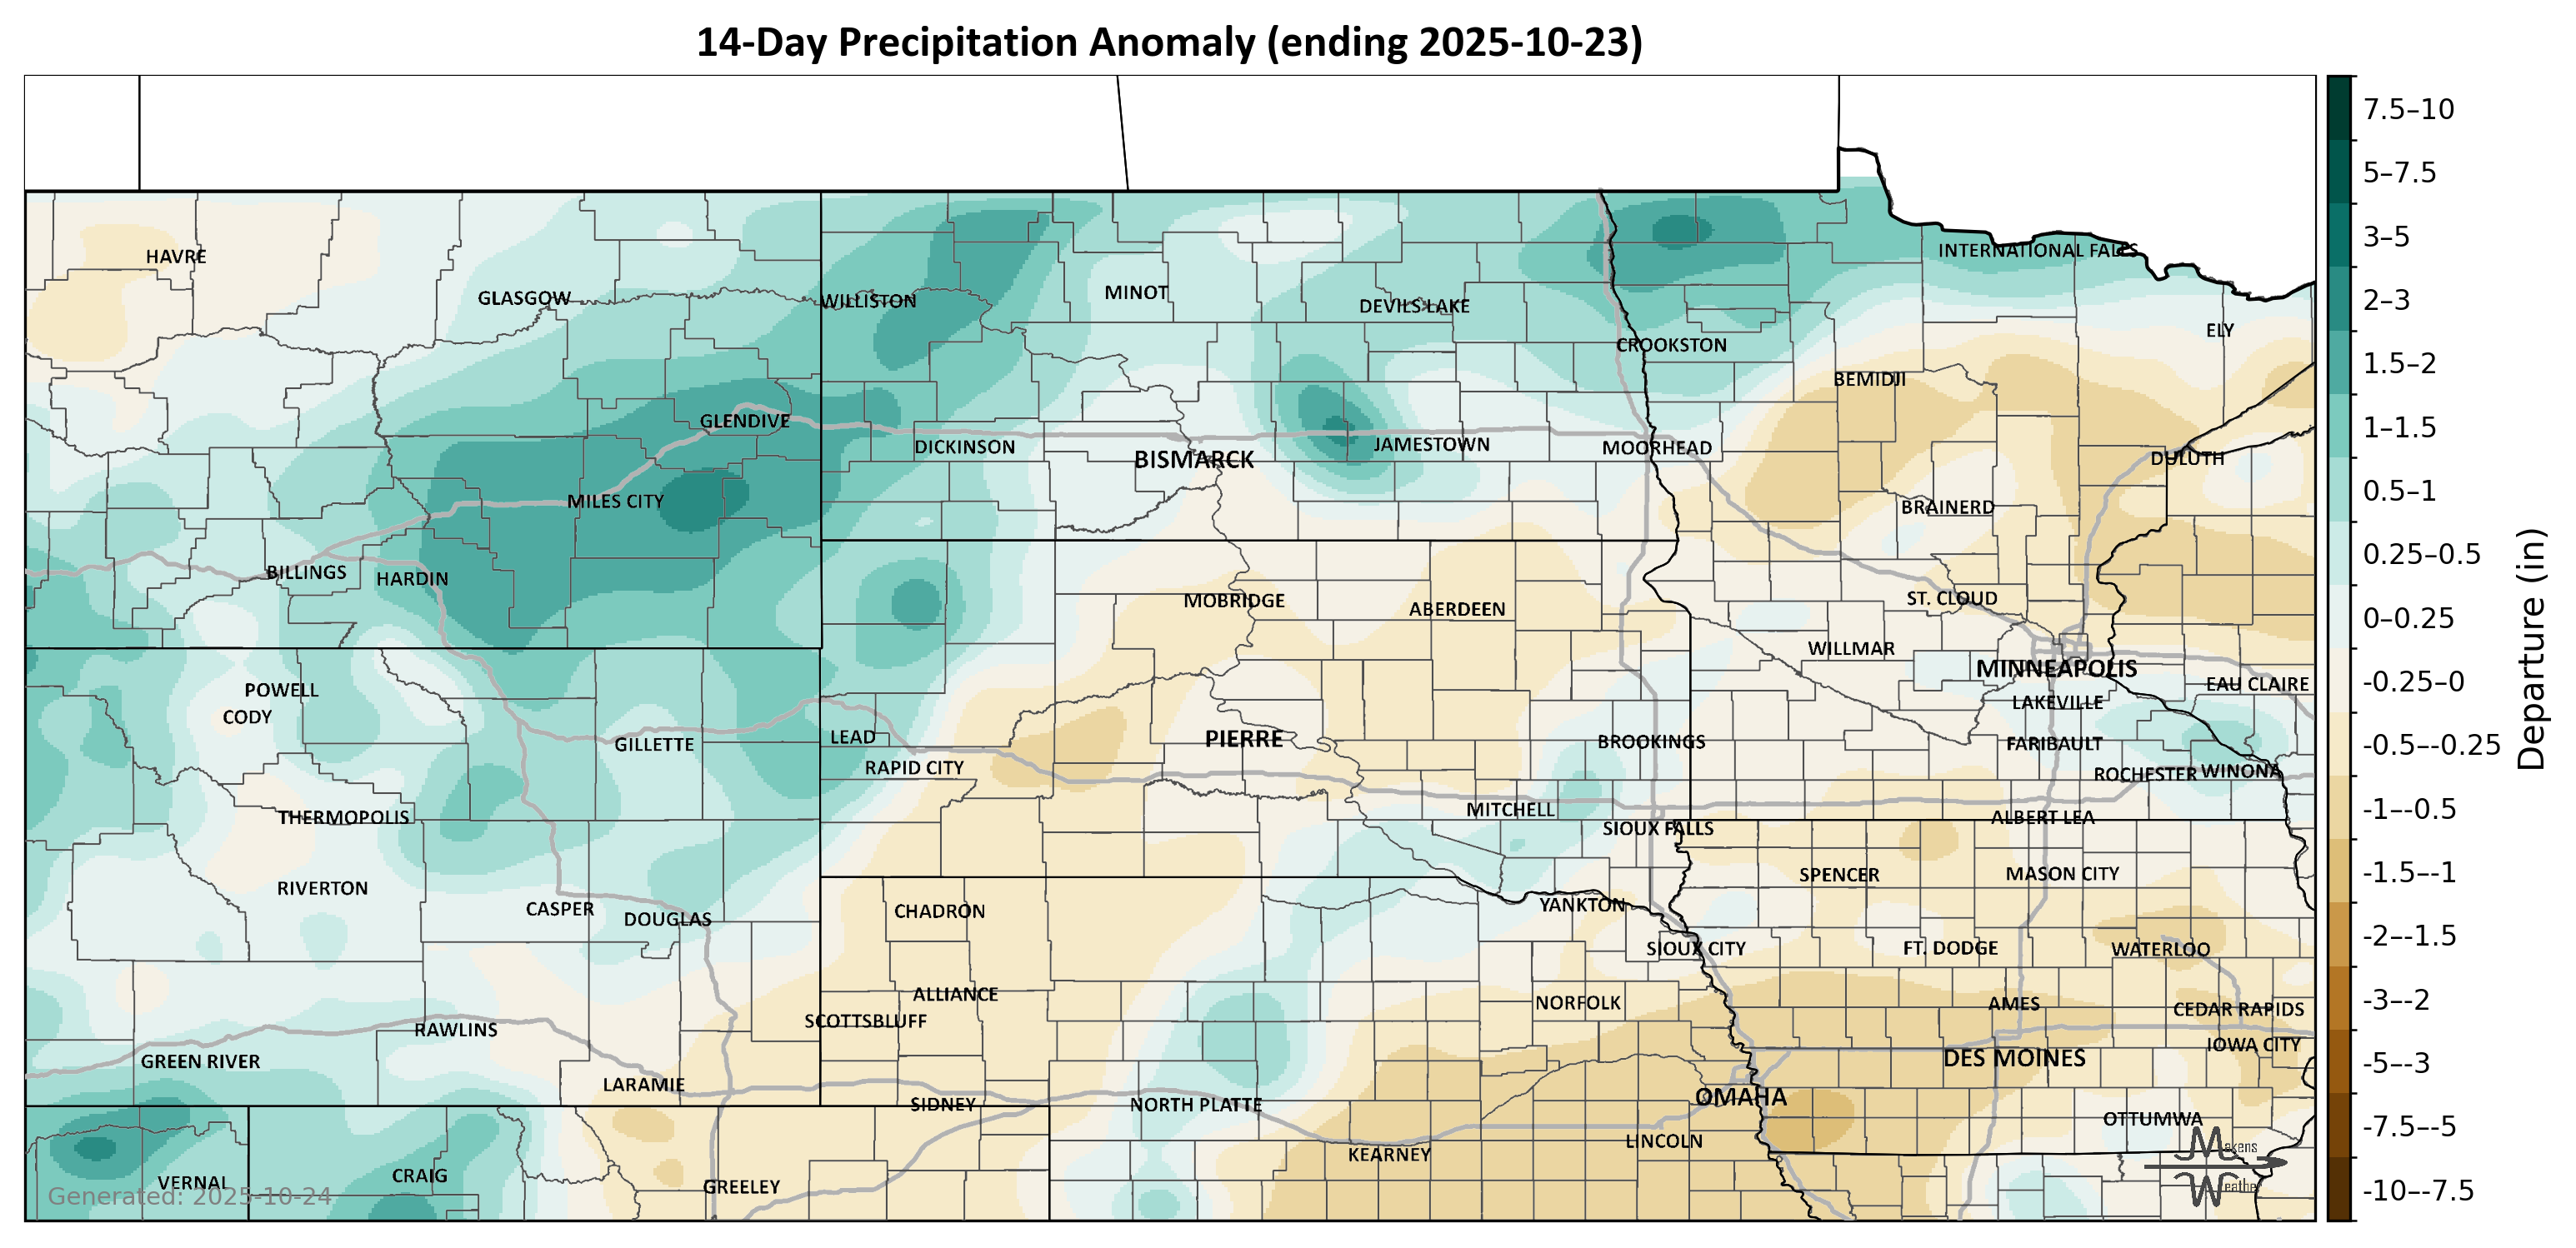 14-Day Precipitation Anomaly (ending 2025-10-23)
7.5–10
5–7.5
3–5
2–3
1.5–2
1–1.5
0.5–1
0.25–0.5
0–0.25
-0.25–0
-0.5–-0.25
-1–-0.5
-1.5–-1
-2–-1.5
-3–-2
-5–-3
-7.5–-5
-10–-7.5
Departure (in)
HAVRE
INTERNATIONAL FALLS
GLASGOW
WILLISTON
MINOT
DEVILS LAKE
ELY
CROOKSTON
BEMIDJI
GLENDIVE
DICKINSON
BISMARCK
JAMESTOWN
MOORHEAD
DULUTH
MILES CITY
BRAINERD
BILLINGS
HARDIN
MOBRIDGE
ABERDEEN
ST. CLOUD
WILLMAR
MINNEAPOLIS
EAU CLAIRE
POWELL
CODY
LAKEVILLE
GILLETTE
LEAD
PIERRE
BROOKINGS
FARIBAULT
RAPID CITY
ROCHESTER
WINONA
THERMOPOLIS
MITCHELL
ALBERT LEA
SIOUX FALLS
RIVERTON
SPENCER
MASON CITY
CASPER
DOUGLAS
CHADRON
YANKTON
SIOUX CITY
FT. DODGE
WATERLOO
ALLIANCE
NORFOLK
AMES
CEDAR RAPIDS
SCOTTSBLUFF
RAWLINS
IOWA CITY
GREEN RIVER
DES MOINES
LARAMIE
OMAHA
SIDNEY
NORTH PLATTE
OTTUMWA
LINCOLN
KEARNEY
Makens
Weather
VERNAL
CRAIG
GREELEY
Generated: 2025-10-24